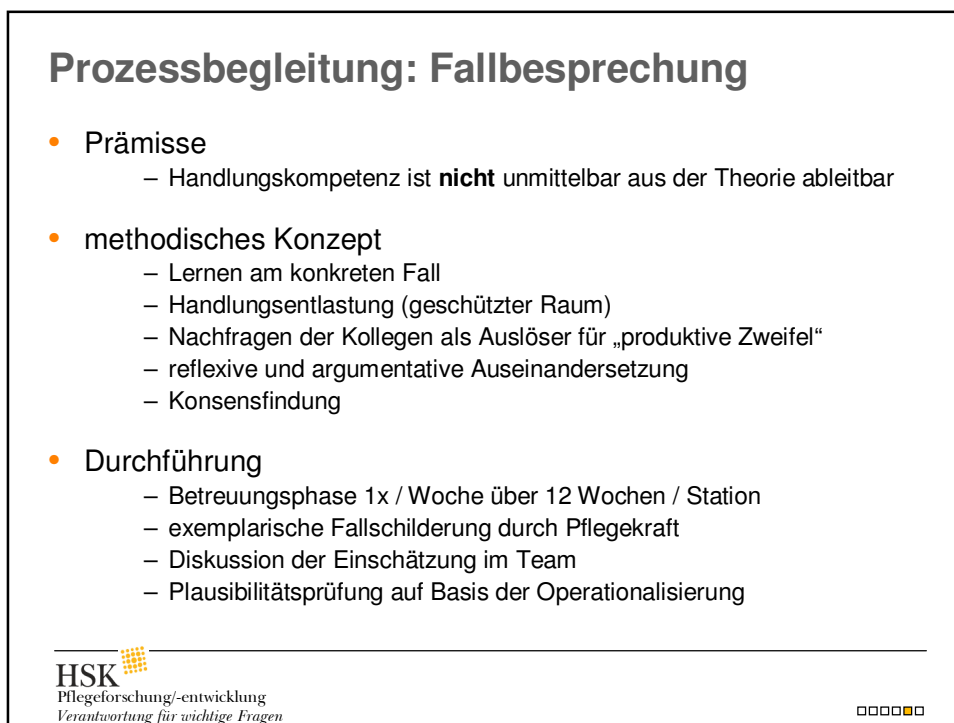 Prozessbegleitung: Fallbesprechung
• Prämisse
– Handlungskompetenz ist nicht unmittelbar aus der Theorie ableitbar
• methodisches Konzept
– Lernen am konkreten Fall
– Handlungsentlastung (geschützter Raum)
– Nachfragen der Kollegen als Auslöser für „produktive Zweifel“
– reflexive und argumentative Auseinandersetzung
– Konsensfindung
• Durchführung
– Betreuungsphase 1x / Woche über 12 Wochen / Station
– exemplarische Fallschilderung durch Pflegekraft
– Diskussion der Einschätzung im Team
– Plausibilitätsprüfung auf Basis der Operationalisierung
HSK
Pflegeforschung/-entwicklung
Verantwortung für wichtige Fragen